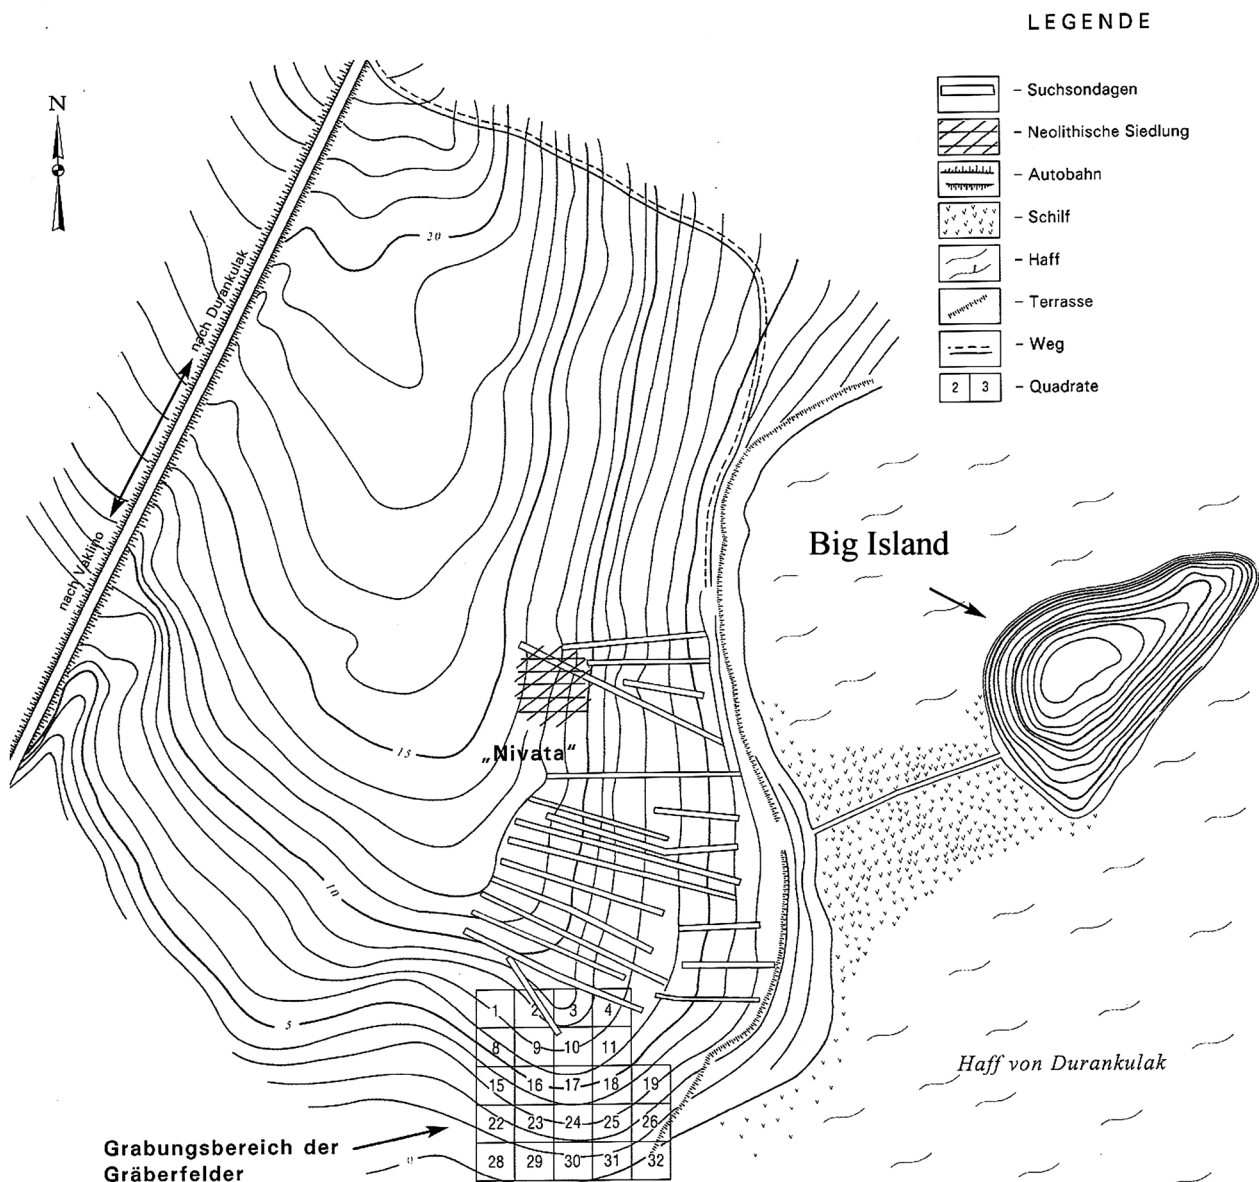 LEGENDE
– Suchsondagen
– Neolithische Siedlung
– Autobahn
– Schilf
– Haff
– Terrasse
– Weg
2 3 – Quadrate
N
20
nach Durankulak
nach Vaklino
Big Island
15
„Nivata“
10
5
1 2 3 4
8 9 10 11
15 16 17 18 19
22 23 24 25 26
28 29 30 31 32
Haff von Durankulak
Grabungsbereich der
Gräberfelder
0